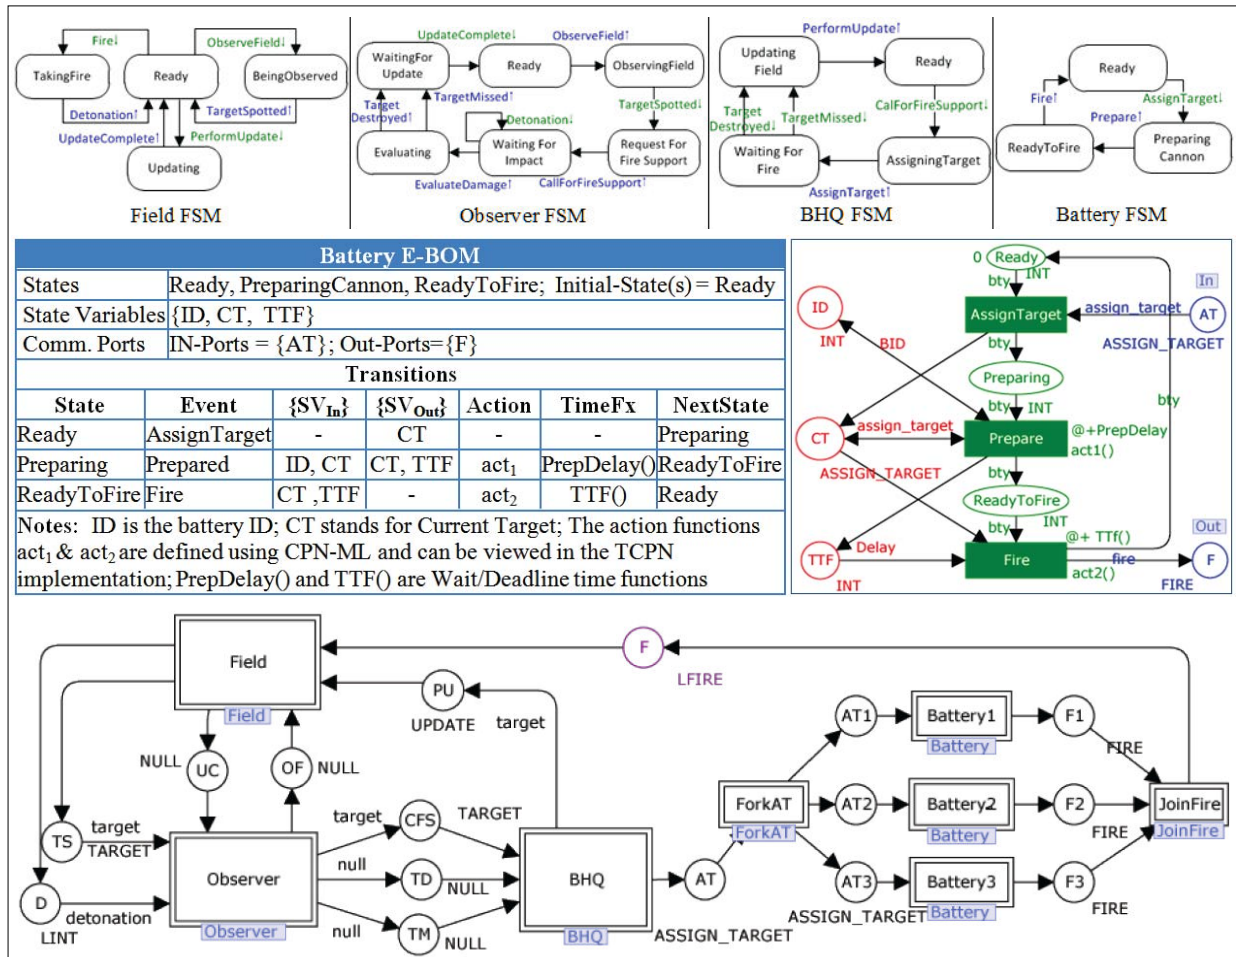 Fire↓
ObserveField↓
TakingFire
Ready
BeingObserved
Detonation↑
TargetSpotted↑
UpdateComplete↑
PerformUpdate↓
Updating
Field FSM
UpdateComplete↓
ObserveField↑
WaitingFor
Update
Ready
ObservingField
Target
Destroyed↑
TargetMissed↑
TargetSpotted↓
Detonation↓
Evaluating
Waiting For
Impact
Request For
Fire Support
EvaluateDamage↑
CallForFireSupport↑
Observer FSM
PerformUpdate↑
Updating
Field
Ready
Target
Destroyed↓
TargetMissed↓
CallForFireSupport↓
Waiting For
Fire
AssigningTarget
AssignTarget↑
BHQ FSM
Ready
Fire↑
AssignTarget↓
Prepare↑
ReadyToFire
Preparing
Cannon
Battery FSM
Battery E-BOM
States Ready, PreparingCannon, ReadyToFire; Initial-State(s) = Ready
State Variables {ID, CT, TTF}
Comm. Ports IN-Ports = {AT}; Out-Ports={F}
Transitions
State Event {SVIn} {SVOut} Action TimeFx NextState
Ready AssignTarget - CT - - Preparing
Preparing Prepared ID, CT CT, TTF act1 PrepDelay() ReadyToFire
ReadyToFire Fire CT ,TTF - act2 TTF() Ready
Notes: ID is the battery ID; CT stands for Current Target; The action functions
act1 & act2 are defined using CPN-ML and can be viewed in the TCPN
implementation; PrepDelay() and TTF() are Wait/Deadline time functions
0 Ready
INT
bty
In
ID
INT
AssignTarget
assign_target
AT
ASSIGN_TARGET
BID
bty
Preparing
bty
INT
bty
CT
assign_target
Prepare
@+PrepDelay
act1()
ASSIGN_TARGET
bty
ReadyToFire
bty
INT
Out
@+ TTf()
TTF
Delay
INT
Fire
fire
act2()
F
FIRE
Field
Field
F
LFIRE
PU
UPDATE
target
NULL
UC
OF
NULL
TS
target
TARGET
D
detonation
LINT
Observer
Observer
target
CFS
TARGET
null
TD
NULL
null
TM
NULL
BHQ
BHQ
AT
ASSIGN_TARGET
ForkAT
ForkAT
AT1
Battery1
Battery
F1
FIRE
AT2
Battery2
Battery
F2
FIRE
AT3
ASSIGN_TARGET
Battery3
Battery
F3
FIRE
JoinFire
JoinFire